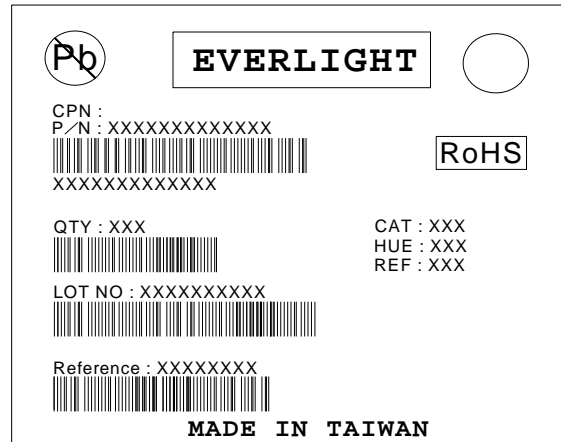 Pb
EVERLIGHT
CPN :
P/N : XXXXXXXXXXXXX
RoHS
XXXXXXXXXXXXX
QTY : XXX
CAT : XXX
HUE : XXX
REF : XXX
LOT NO : XXXXXXXXXX
Reference : XXXXXXXX
MADE IN TAIWAN